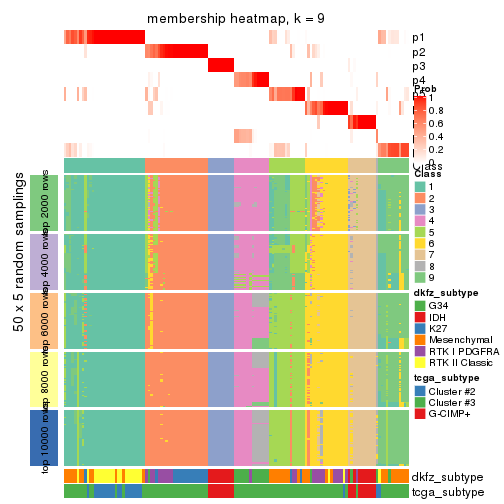 membership heatmap, k = 9
p1
p2
p3
p4
Prob
1
0.8
0.6
0.4
0.2
0
Class
Class
1
2
3
4
5
6
7
8
9
50 x 5 random samplings
top 2000 rows
top 4000 rows
top 6000 rows
top 8000 rows
top 10000 rows
dkfz_subtype
G34
IDH
K27
Mesenchymal
RTK I PDGFRA
RTK II Classic
tcga_subtype
Cluster #2
Cluster #3
G-CIMP+
dkfz_subtype
tcga_subtype